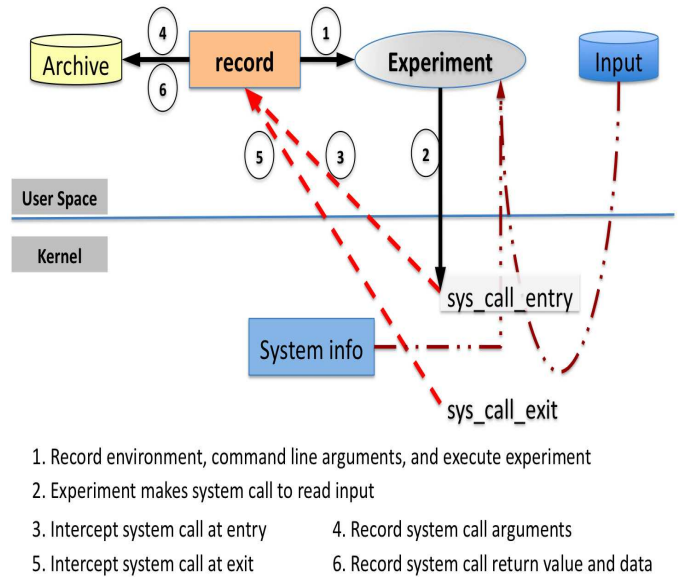 4
1
Archive
record
Experiment
Input
6
5
3
2
User Space
Kernel
sys_call_entry
System info
sys_call_exit
1. Record environment, command line arguments, and execute experiment
2. Experiment makes system call to read input
3. Intercept system call at entry
4. Record system call arguments
5. Intercept system call at exit
6. Record system call return value and data